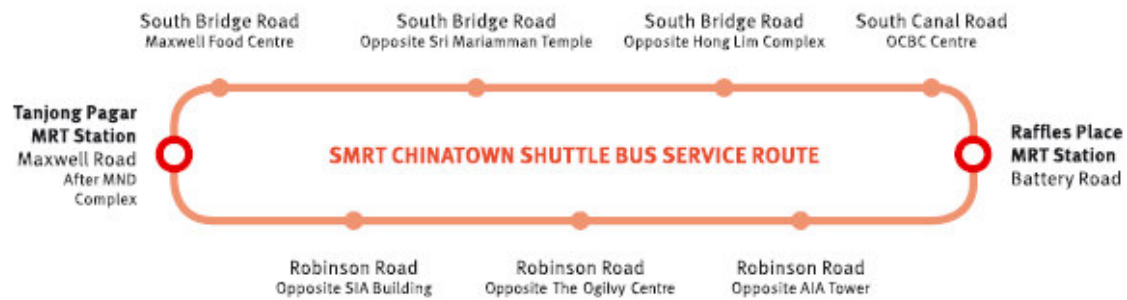 South Bridge Road
Maxwell Food Centre
South Bridge Road
Opposite Sri Mariamman Temple
South Bridge Road
Opposite Hong Lim Complex
South Canal Road
OCBC Centre
Tanjong Pagar
MRT Station
Maxwell Road
After MND
Complex
SMRT CHINATOWN SHUTTLE BUS SERVICE ROUTE
Raffles Place
MRT Station
Battery Road
Robinson Road
Opposite SIA Building
Robinson Road
Opposite The Ogilvy Centre
Robinson Road
Opposite AIA Tower